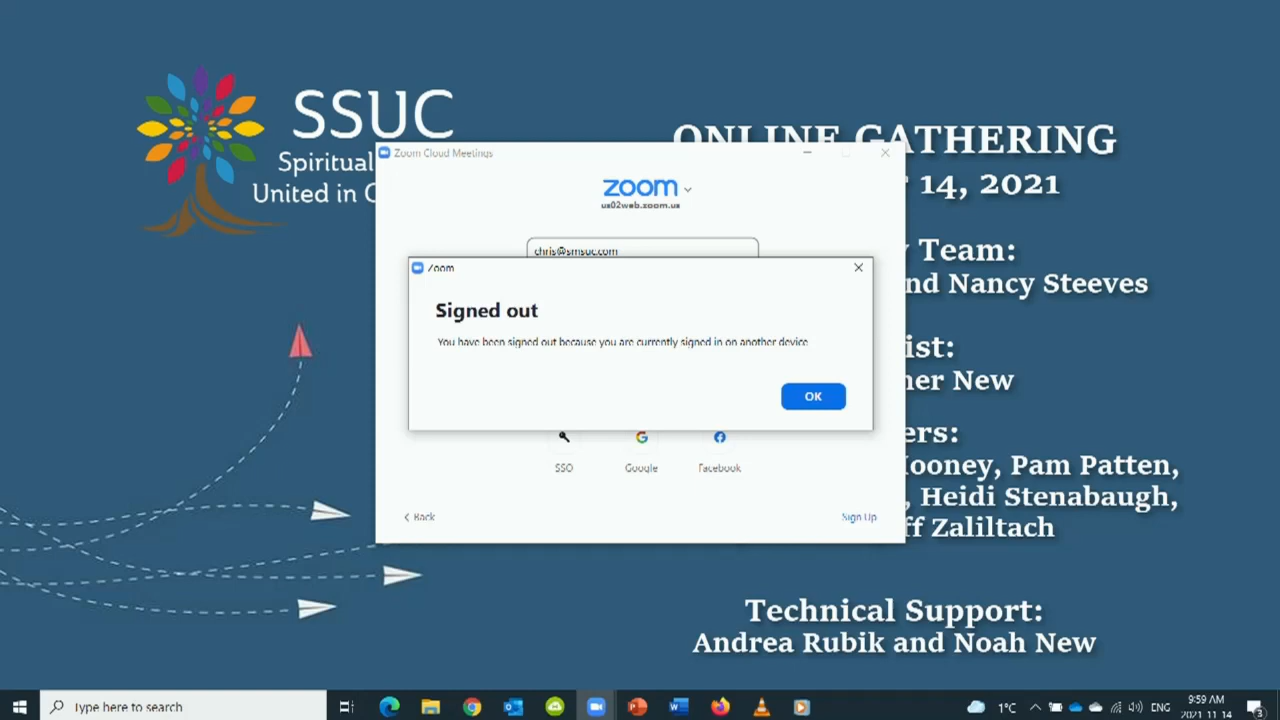 SSUC
Spiritual
United in C
ONLINE GATHERING
14, 2021
Team:
nd Nancy Steeves
ist:
ner New
ers:
ooney, Pam Patten,
Heidi Stenabaugh,
ff Zaliltach
Technical Support:
Andrea Rubik and Noah New
Zoom Cloud Meetings
zoom
us02web.zoom.us
chris@smsuc.com
Zoom
Signed out
You have been signed out because you are currently signed in on another device
OK
SSO
Google
Facebook
Back
Sign Up
Type here to search
1°C
ENG
9:59 AM
2021-11-14
3